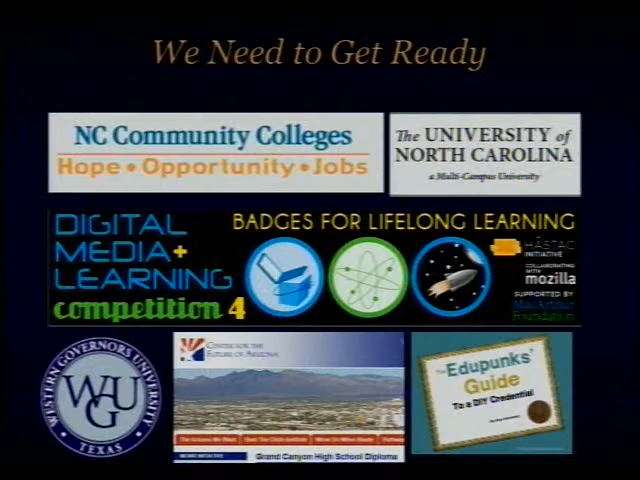 We Need to Get Ready
NC Community Colleges
Hope • Opportunity • Jobs
The UNIVERSITY of
NORTH CAROLINA
a Multi-Campus University
DIGITAL
MEDIA+
LEARNING
competition 4
BADGES FOR LIFELONG LEARNING
HASTAC
INITIATIVE
COLLABORATING
WITH
mozilla
SUPPORTED BY
MacArthur
Foundation
WESTERN GOVERNORS UNIVERSITY
WGU
• TEXAS •
CENTER FOR THE
FUTURE OF ARIZONA
Grand Canyon High School Diploma
The Edupunks'
Guide
To a DIY Credential